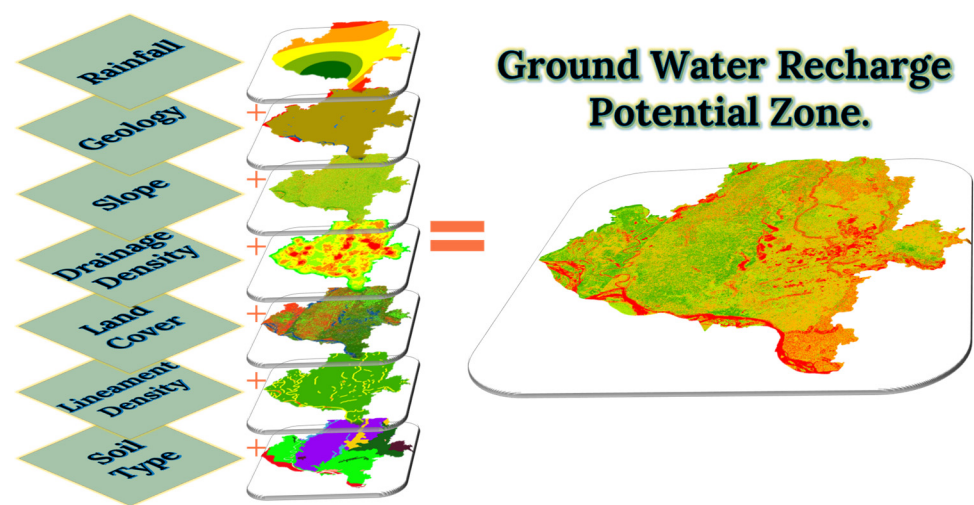 Rainfall
Geology
Slope
Drainage
Density
Land
Cover
Lineament
Density
Soil
Type
+
+
+
+
+
+
=
Ground Water Recharge
Potential Zone.